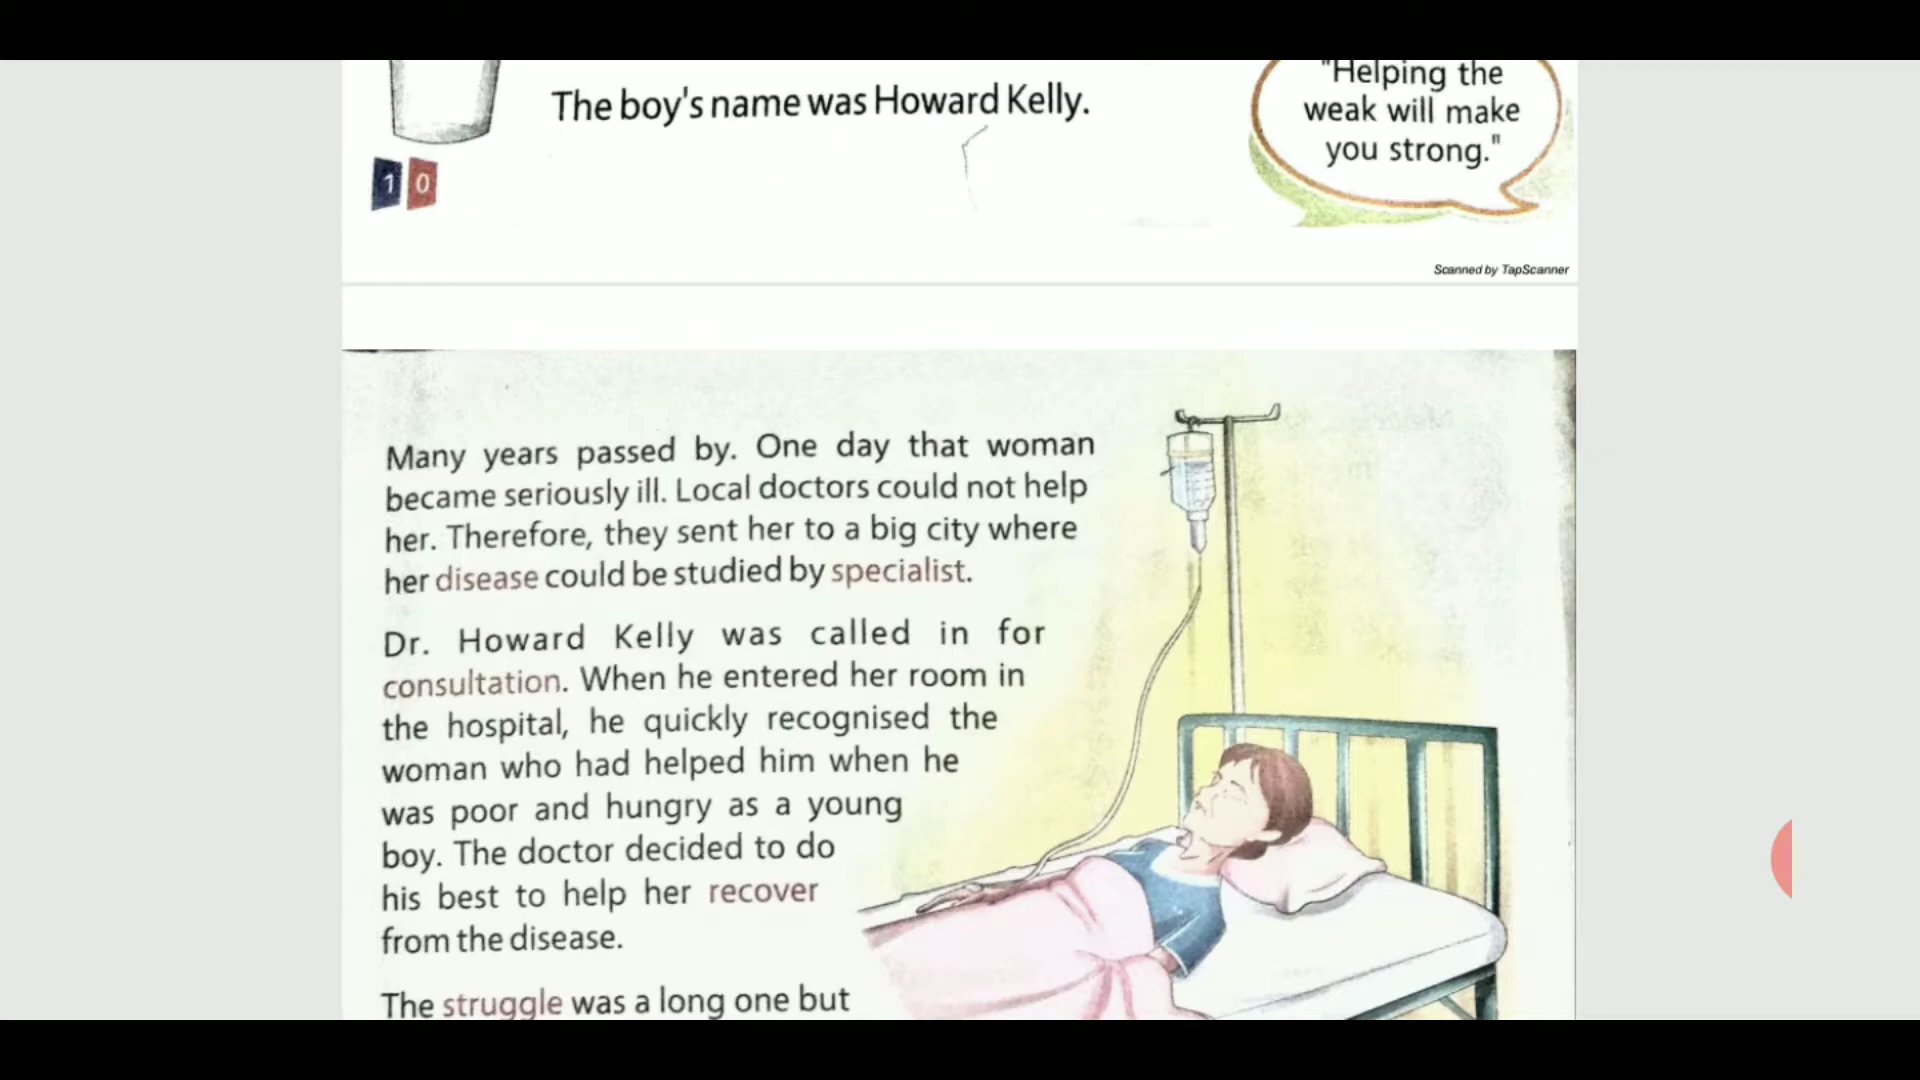 The boy's name was Howard Kelly.
"Helping the
weak will make
you strong."
1 0
Scanned by TapScanner
Many years passed by. One day that woman
became seriously ill. Local doctors could not help
her. Therefore, they sent her to a big city where
her disease could be studied by specialist.
Dr. Howard Kelly was called in for
consultation. When he entered her room in
the hospital, he quickly recognised the
woman who had helped him when he
was poor and hungry as a young
boy. The doctor decided to do
his best to help her recover
from the disease.
The struggle was a long one but